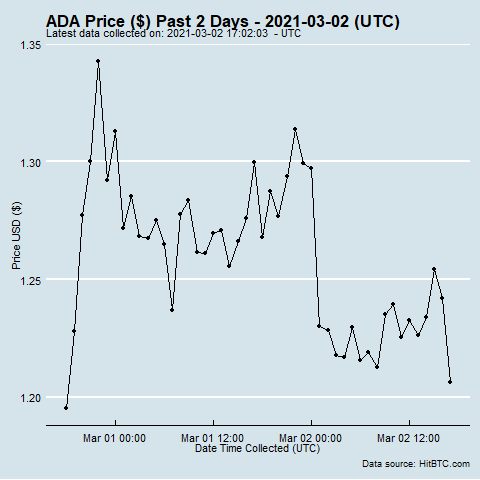 ADA Price ($) Past 2 Days - 2021-03-02 (UTC)
Latest data collected on: 2021-03-02 17:02:03  - UTC
1.35
1.30
1.25
1.20
Price USD ($)
Mar 01 00:00 Mar 01 12:00 Mar 02 00:00 Mar 02 12:00
Date Time Collected (UTC)
Data source: HitBTC.com